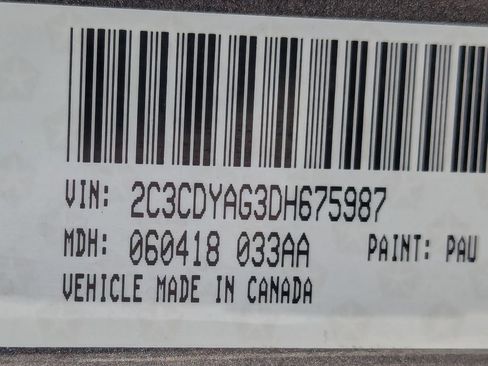 VIN: 2C3CDYAG3DH675987
MDH: 060418 033AA PAINT: PAU
VEHICLE MADE IN CANADA